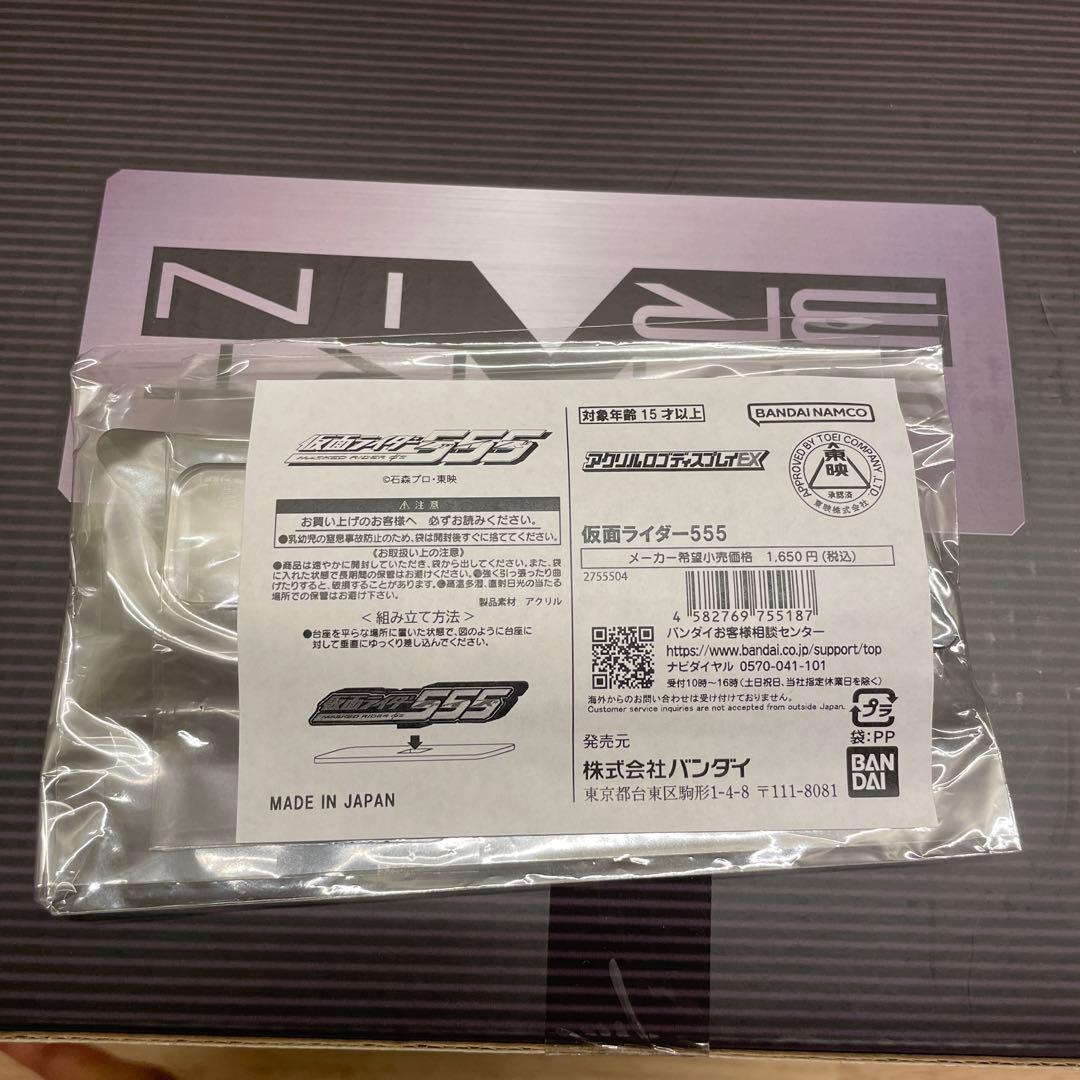 仮面ライダー555
MASKED RIDER Φ's
©石森プロ・東映
⚠注意
お買い上げのお客様へ 必ずお読みください。
●乳幼児の窒息事故防止のため、袋は開封後すぐに捨ててください。
《お取扱い上の注意》
●商品は速やかに開封していただき、袋から出してください。また、袋
に入れた状態で長期間の保管はお避けください。●強く引っ張ったり曲
げたりすると、破損することがあります。●高温多湿、直射日光の当たる
場所での保管はお避け下さい。
製品素材 アクリル
＜組み立て方法＞
●台座を平らな場所に置いた状態で、図のように台座に
対して垂直にゆっくり差し込んでください。
仮面ライダー555
MASKED RIDER Φ's
MADE IN JAPAN
対象年齢15才以上
BANDAI NAMCO
アクリルロゴディスプレイEX
APPROVED BY TOEI COMPANY, LTD.
東映
承認済
東映株式会社
仮面ライダー555
メーカー希望小売価格 1,650円(税込)
2755504
4 582769 755187
バンダイお客様相談センター
https://www.bandai.co.jp/support/top
ナビダイヤル 0570-041-101
受付10時～16時(土日祝日、当社指定休業日を除く)
海外からのお問い合わせは受け付けておりません。
Customer service inquiries are not accepted from outside Japan.
プラ
袋:PP
発売元
株式会社バンダイ
東京都台東区駒形1-4-8 〒111-8081
BAN
DAI